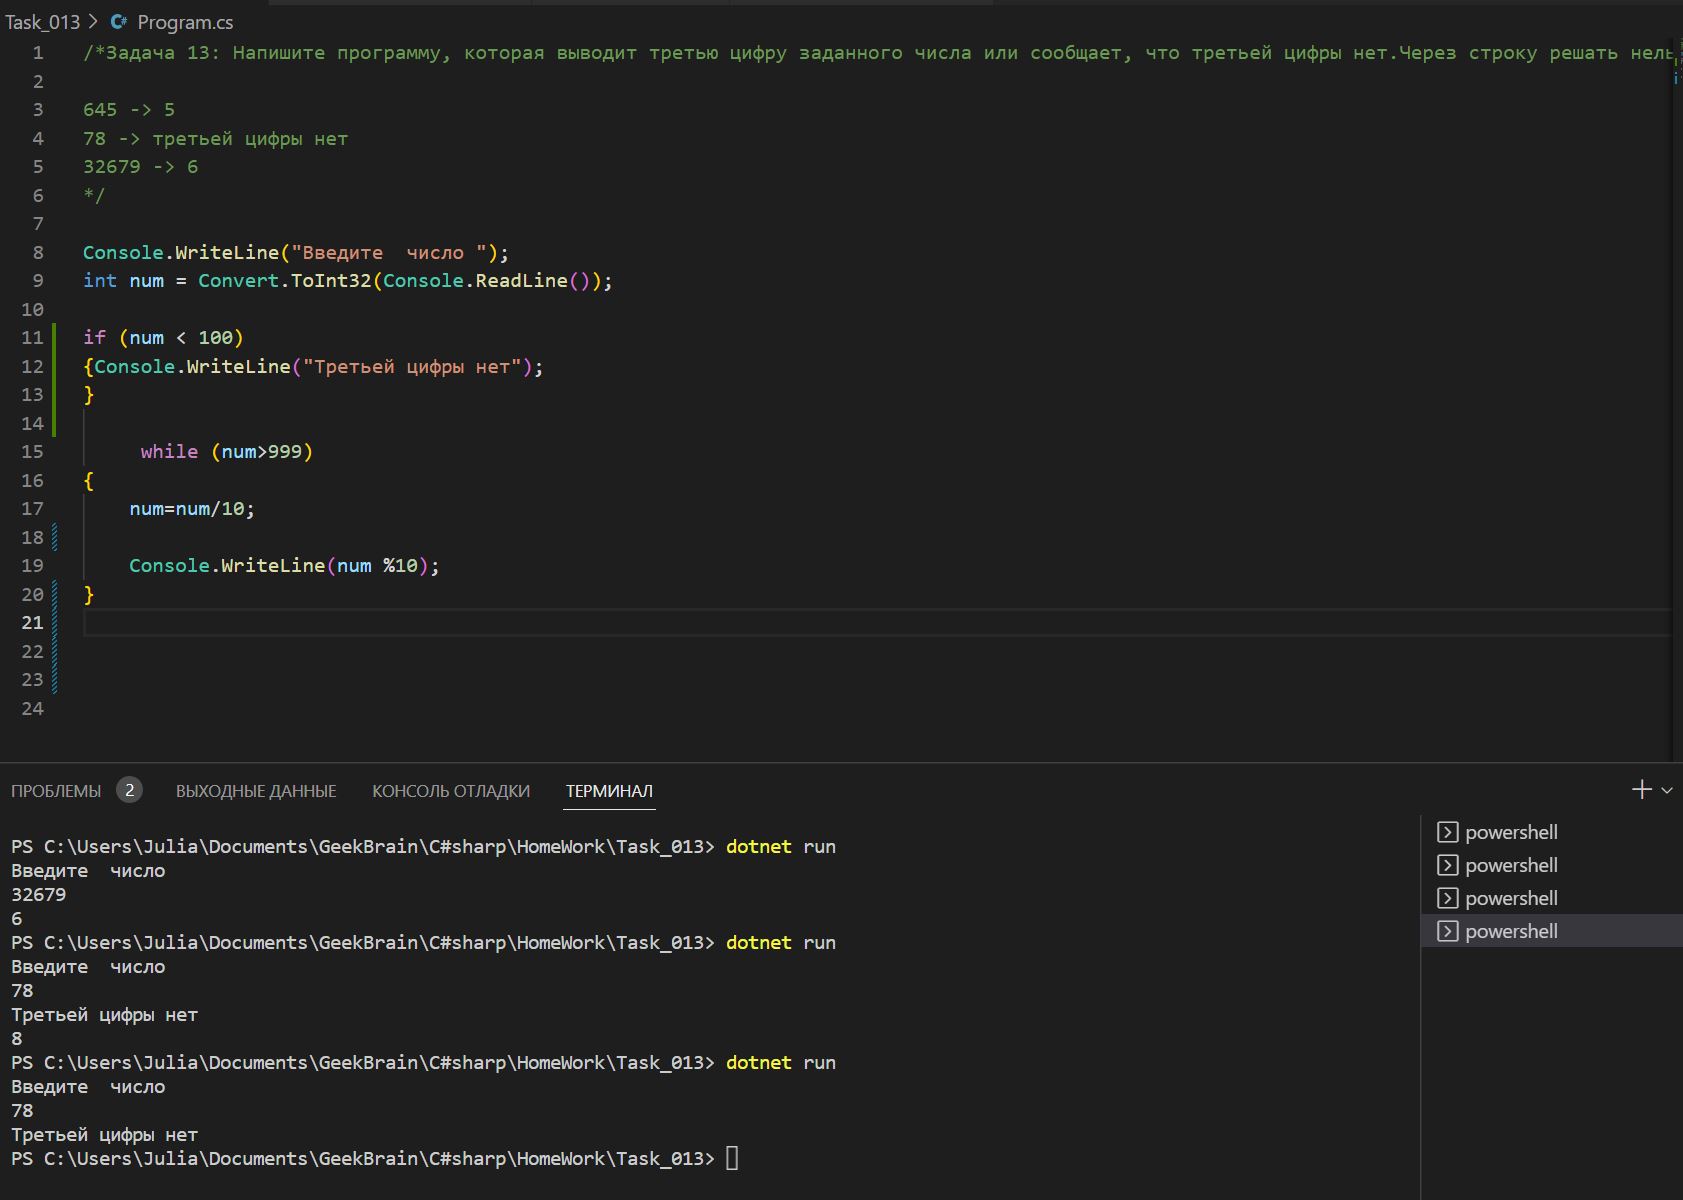 Task_013 > C# Program.cs
1 /*Задача 13: Напишите программу, которая выводит третью цифру заданного числа или сообщает, что третьей цифры нет.Через строку решать нель
2
3 645 -> 5
4 78 -> третьей цифры нет
5 32679 -> 6
6 */
7
8 Console.WriteLine("Введите  число ");
9 int num = Convert.ToInt32(Console.ReadLine());
10
11 if (num < 100)
12 {Console.WriteLine("Третьей цифры нет");
13 }
14
15 while (num>999)
16 {
17 num=num/10;
18
19 Console.WriteLine(num %10);
20 }
21
22
23
24
ПРОБЛЕМЫ 2 ВЫХОДНЫЕ ДАННЫЕ КОНСОЛЬ ОТЛАДКИ ТЕРМИНАЛ
PS C:\Users\Julia\Documents\GeekBrain\C#sharp\HomeWork\Task_013> dotnet run
Введите  число
32679
6
PS C:\Users\Julia\Documents\GeekBrain\C#sharp\HomeWork\Task_013> dotnet run
Введите  число
78
Третьей цифры нет
8
PS C:\Users\Julia\Documents\GeekBrain\C#sharp\HomeWork\Task_013> dotnet run
Введите  число
78
Третьей цифры нет
PS C:\Users\Julia\Documents\GeekBrain\C#sharp\HomeWork\Task_013>
powershell
powershell
powershell
powershell